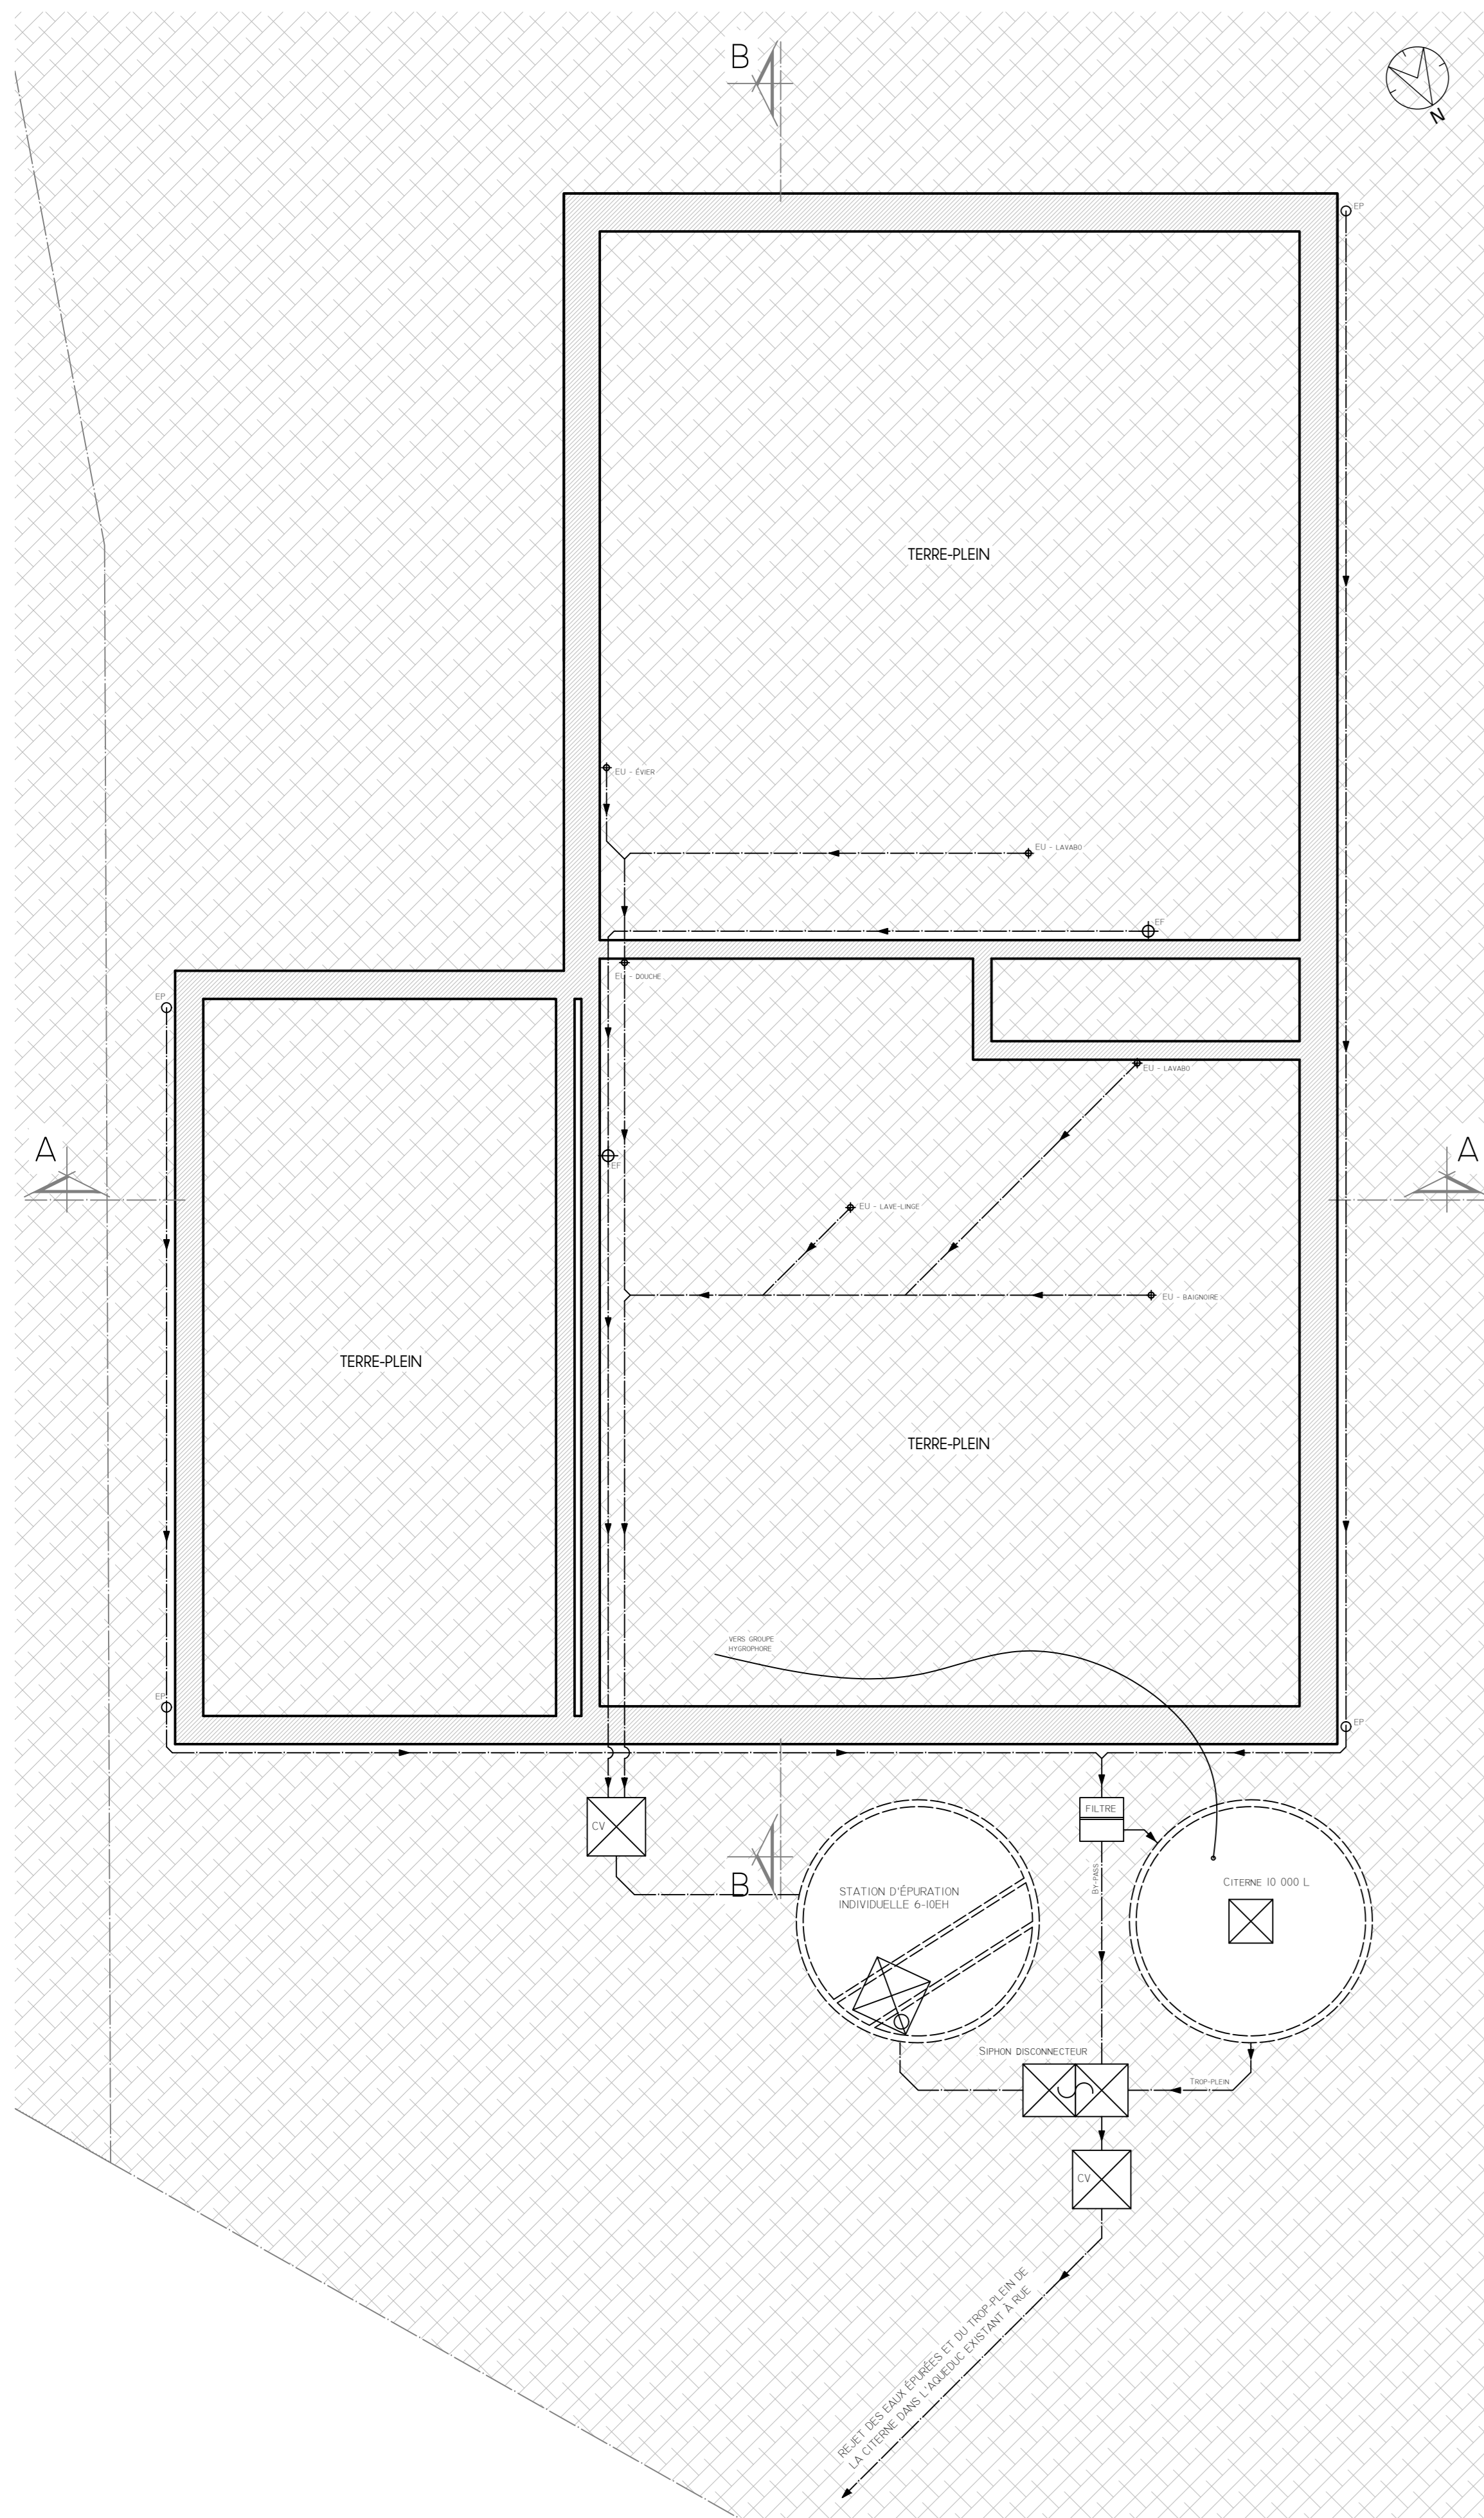 B
N
EP
TERRE-PLEIN
EU - ÉVIER
EU - LAVABO
EF
EU - DOUCHE
EP
EU - LAVABO
A
A
EF
EU - LAVE-LINGE
EU - BAIGNOIRE
TERRE-PLEIN
TERRE-PLEIN
VERS GROUPE
HYGROPHORE
EP
EP
FILTRE
CV
BY-PASS
B
STATION D'ÉPURATION
INDIVIDUELLE 6-10EH
CITERNE 10 000 L
SIPHON DISCONNECTEUR
TROP-PLEIN
CV
REJET DES EAUX ÉPURÉES ET DU TROP-PLEIN DE
LA CITERNE DANS L'AQUEDUC EXISTANT À RUE